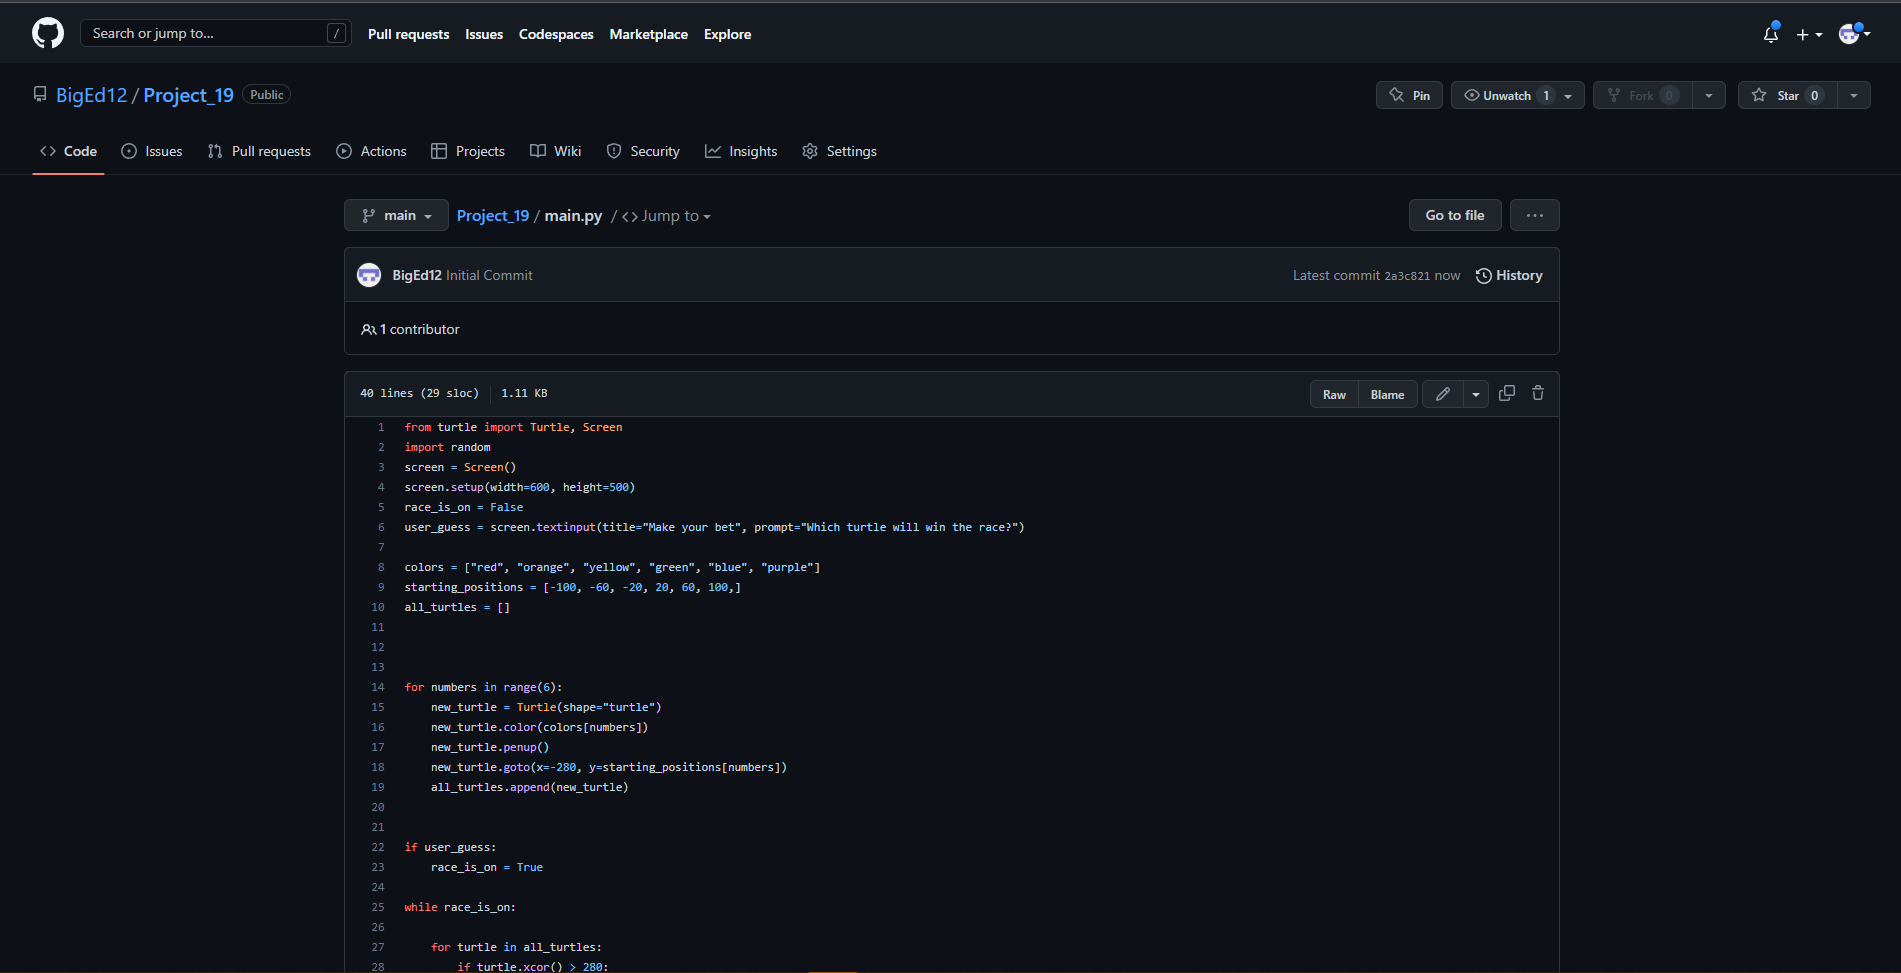 Search or jump to... /
Pull requests Issues Codespaces Marketplace Explore
BigEd12 / Project_19 Public
Pin Unwatch 1 Fork 0 Star 0
Code Issues Pull requests Actions Projects Wiki Security Insights Settings
main Project_19 / main.py / <> Jump to
Go to file ...
BigEd12 Initial Commit
Latest commit 2a3c821 now History
1 contributor
40 lines (29 sloc) 1.11 KB
Raw Blame
1 from turtle import Turtle, Screen
2 import random
3 screen = Screen()
4 screen.setup(width=600, height=500)
5 race_is_on = False
6 user_guess = screen.textinput(title="Make your bet", prompt="Which turtle will win the race?")
7
8 colors = ["red", "orange", "yellow", "green", "blue", "purple"]
9 starting_positions = [-100, -60, -20, 20, 60, 100,]
10 all_turtles = []
11
12
13
14 for numbers in range(6):
15     new_turtle = Turtle(shape="turtle")
16     new_turtle.color(colors[numbers])
17     new_turtle.penup()
18     new_turtle.goto(x=-280, y=starting_positions[numbers])
19     all_turtles.append(new_turtle)
20
21
22 if user_guess:
23     race_is_on = True
24
25 while race_is_on:
26
27     for turtle in all_turtles:
28         if turtle.xcor() > 280: